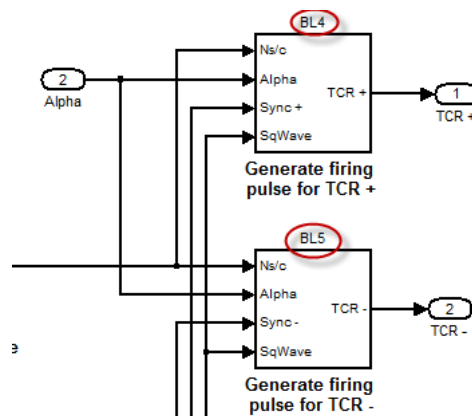 BL4
Ns/c
2
Alpha
Alpha
TCR +
1
Sync +
TCR +
SqWave
Generate firing
pulse for TCR +
BL5
Ns/c
Alpha
TCR -
2
Sync -
TCR -
SqWave
e
Generate firing
pulse for TCR -